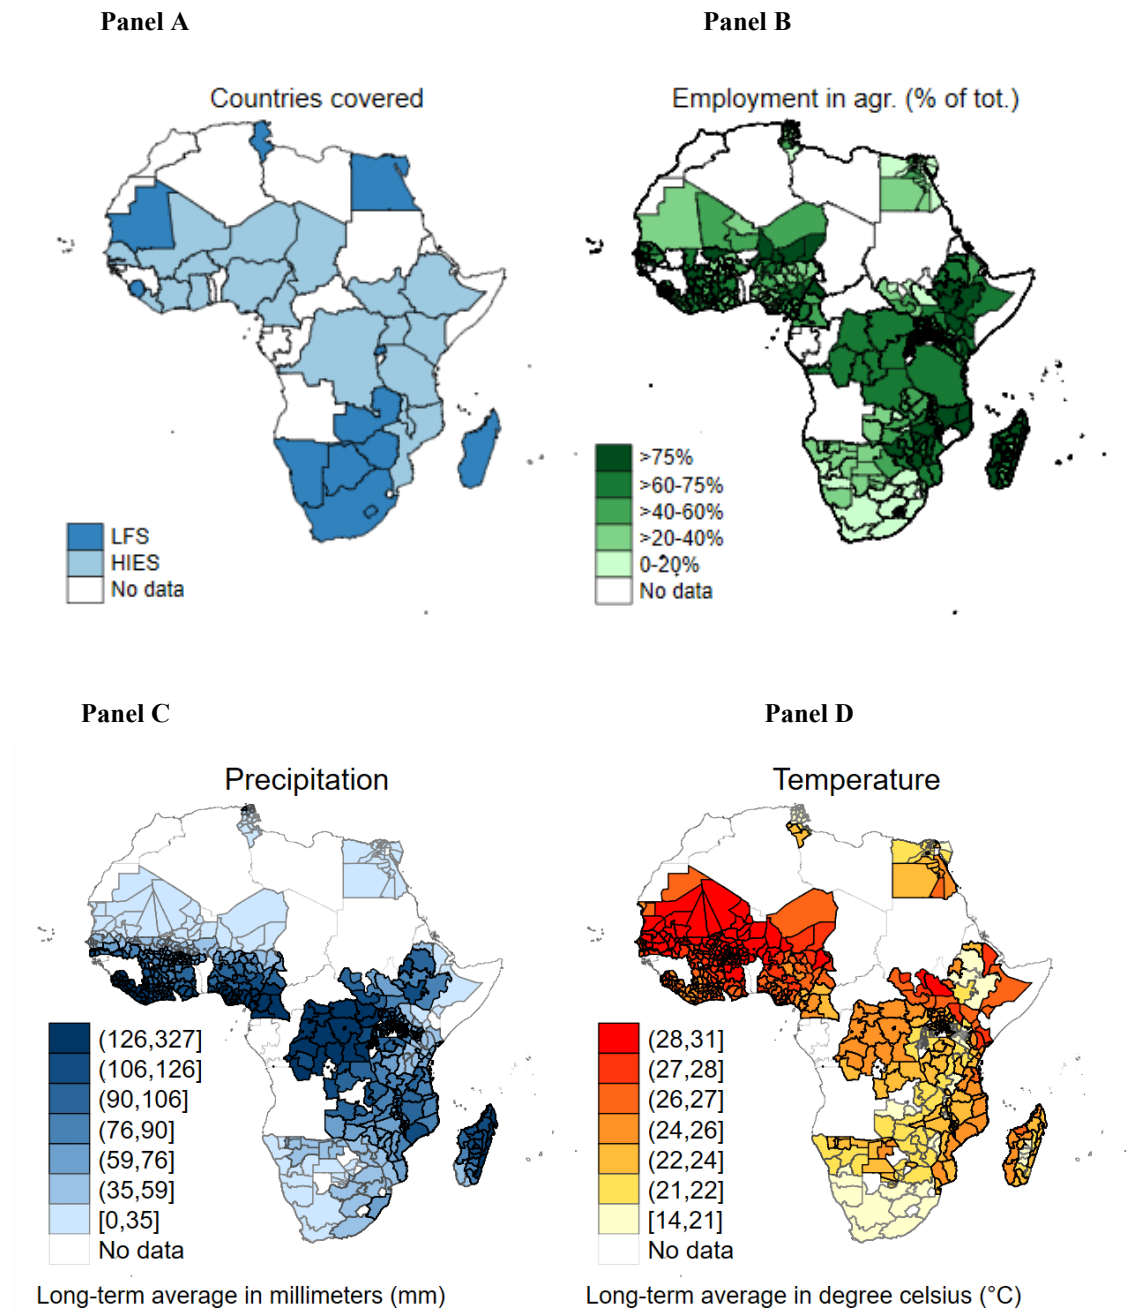 Panel A
Panel B
Countries covered
Employment in agr. (% of tot.)
LFS
HIES
No data
>75%
>60-75%
>40-60%
>20-40%
0-20%
No data
Panel C
Panel D
Precipitation
Temperature
(126,327]
(106,126]
(90,106]
(76,90]
(59,76]
(35,59]
[0,35]
No data
(28,31]
(27,28]
(26,27]
(24,26]
(22,24]
(21,22]
[14,21]
No data
Long-term average in millimeters (mm)
Long-term average in degree celsius (°C)